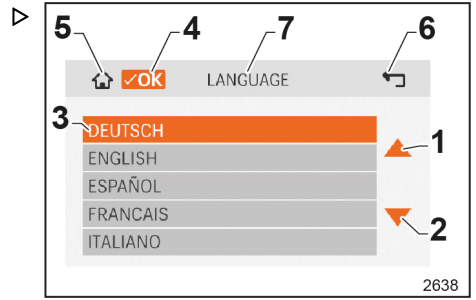 5 4 7 6
✓OK LANGUAGE
3 DEUTSCH
1
ENGLISH
ESPAÑOL
FRANCAIS
2
ITALIANO
2638